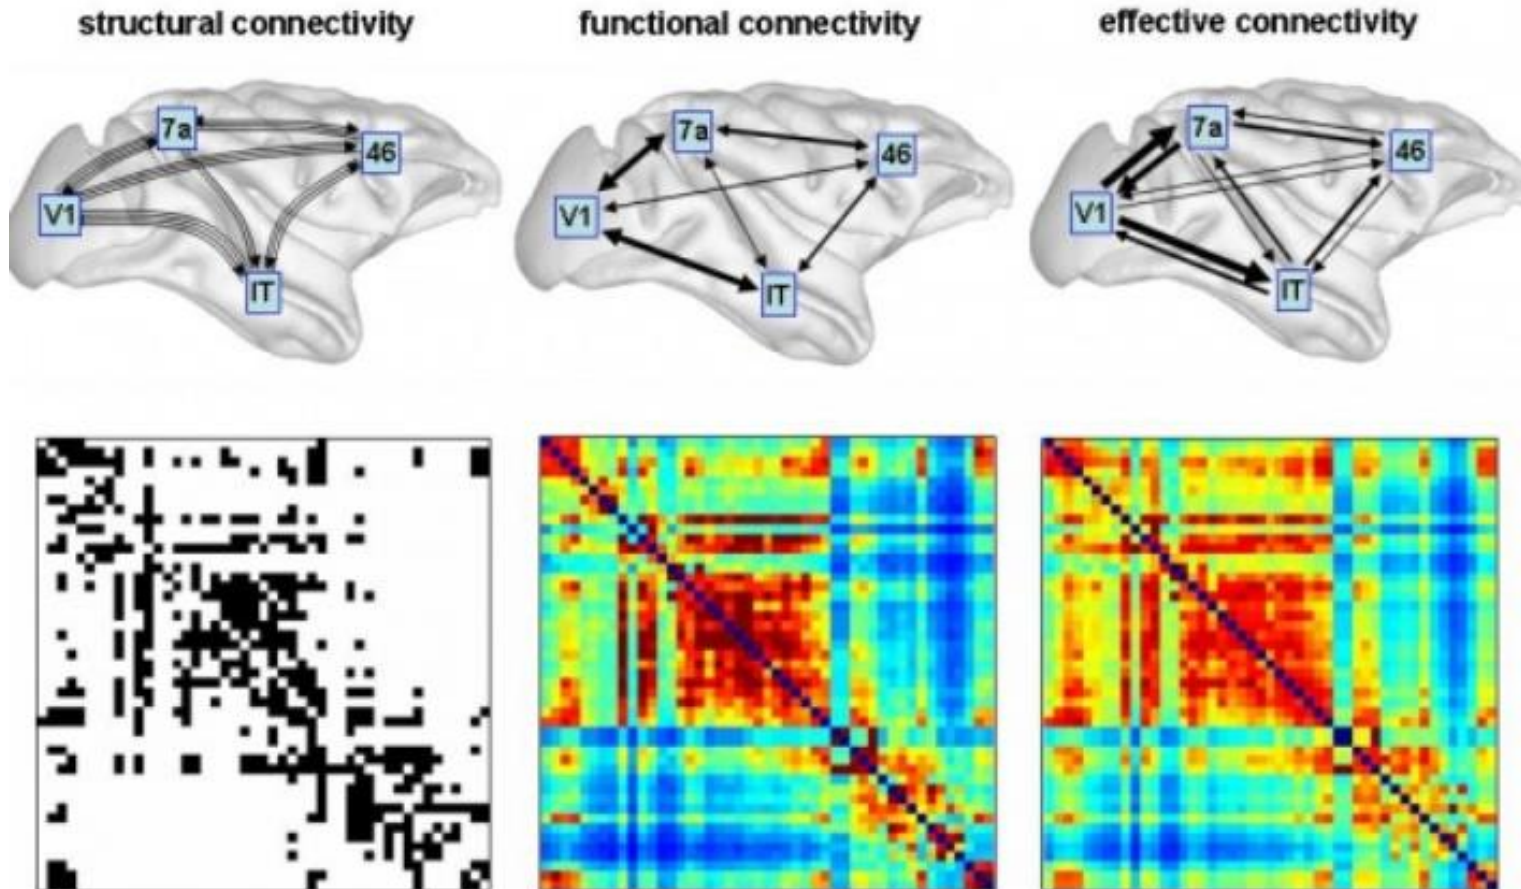 structural connectivity
functional connectivity
effective connectivity
7a
46
V1
IT
7a
46
V1
IT
7a
46
V1
IT